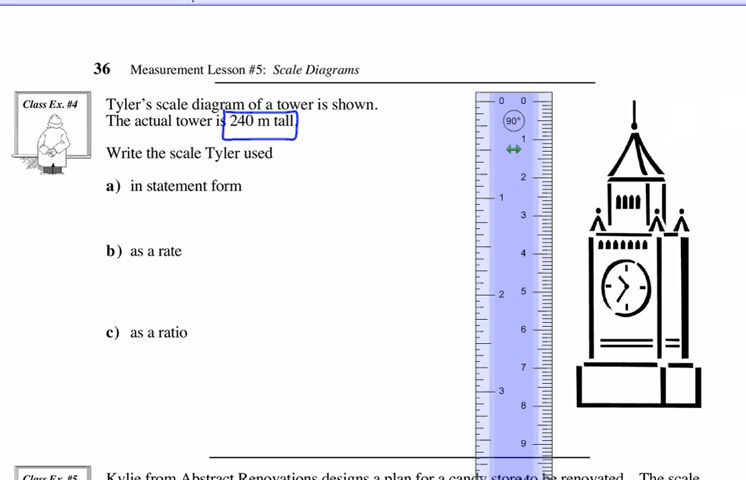 36 Measurement Lesson #5: Scale Diagrams
Class Ex. #4
Tyler's scale diagram of a tower is shown.
The actual tower is 240 m tall.
Write the scale Tyler used
a) in statement form
b) as a rate
c) as a ratio
0 0
90°
1
2
1
3
4
2 5
6
7
3
8
9
Class Ex. #5
Kylie from Abstract Renovations designs a plan for a candy store to be renovated. The scale